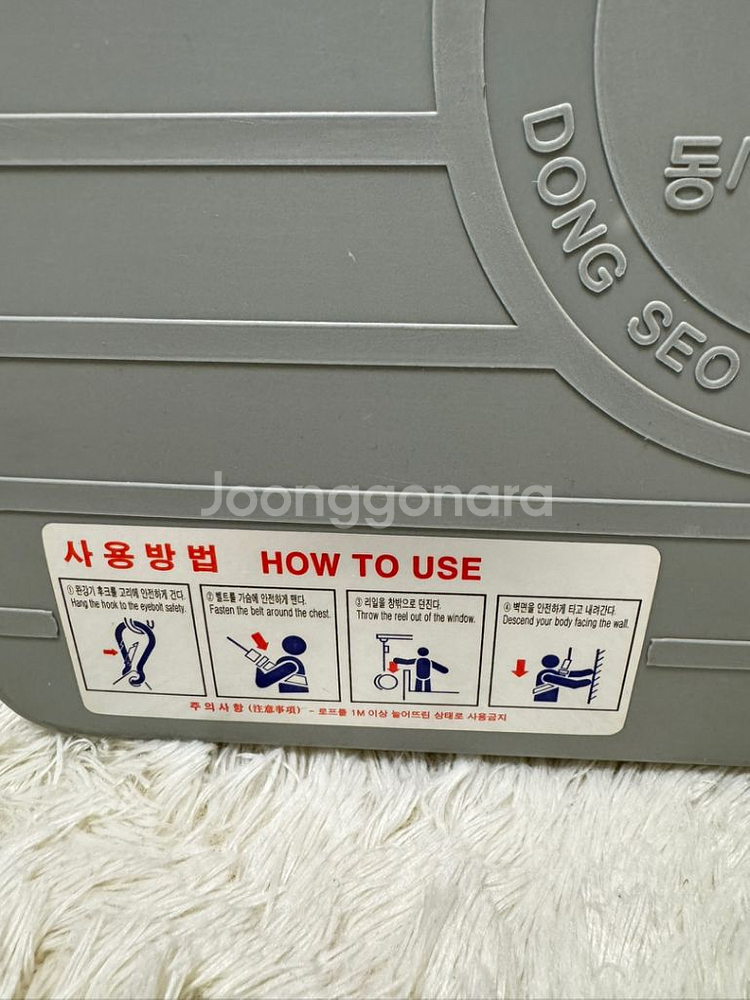 DONG SEO
동
Joonggonara
사용방법 HOW TO USE
① 완강기 후크를 고리에 안전하게 건다.
Hang the hook to the eyebolt safety.
② 벨트를 가슴에 안전하게 맨다.
Fasten the belt around the chest.
③ 리일을 창밖으로 던진다.
Throw the reel out of the window.
④ 벽면을 안전하게 타고 내려간다.
Descend your body facing the wall.
주의사항 (注意事項) - 로프를 1M 이상 늘어뜨린 상태로 사용금지